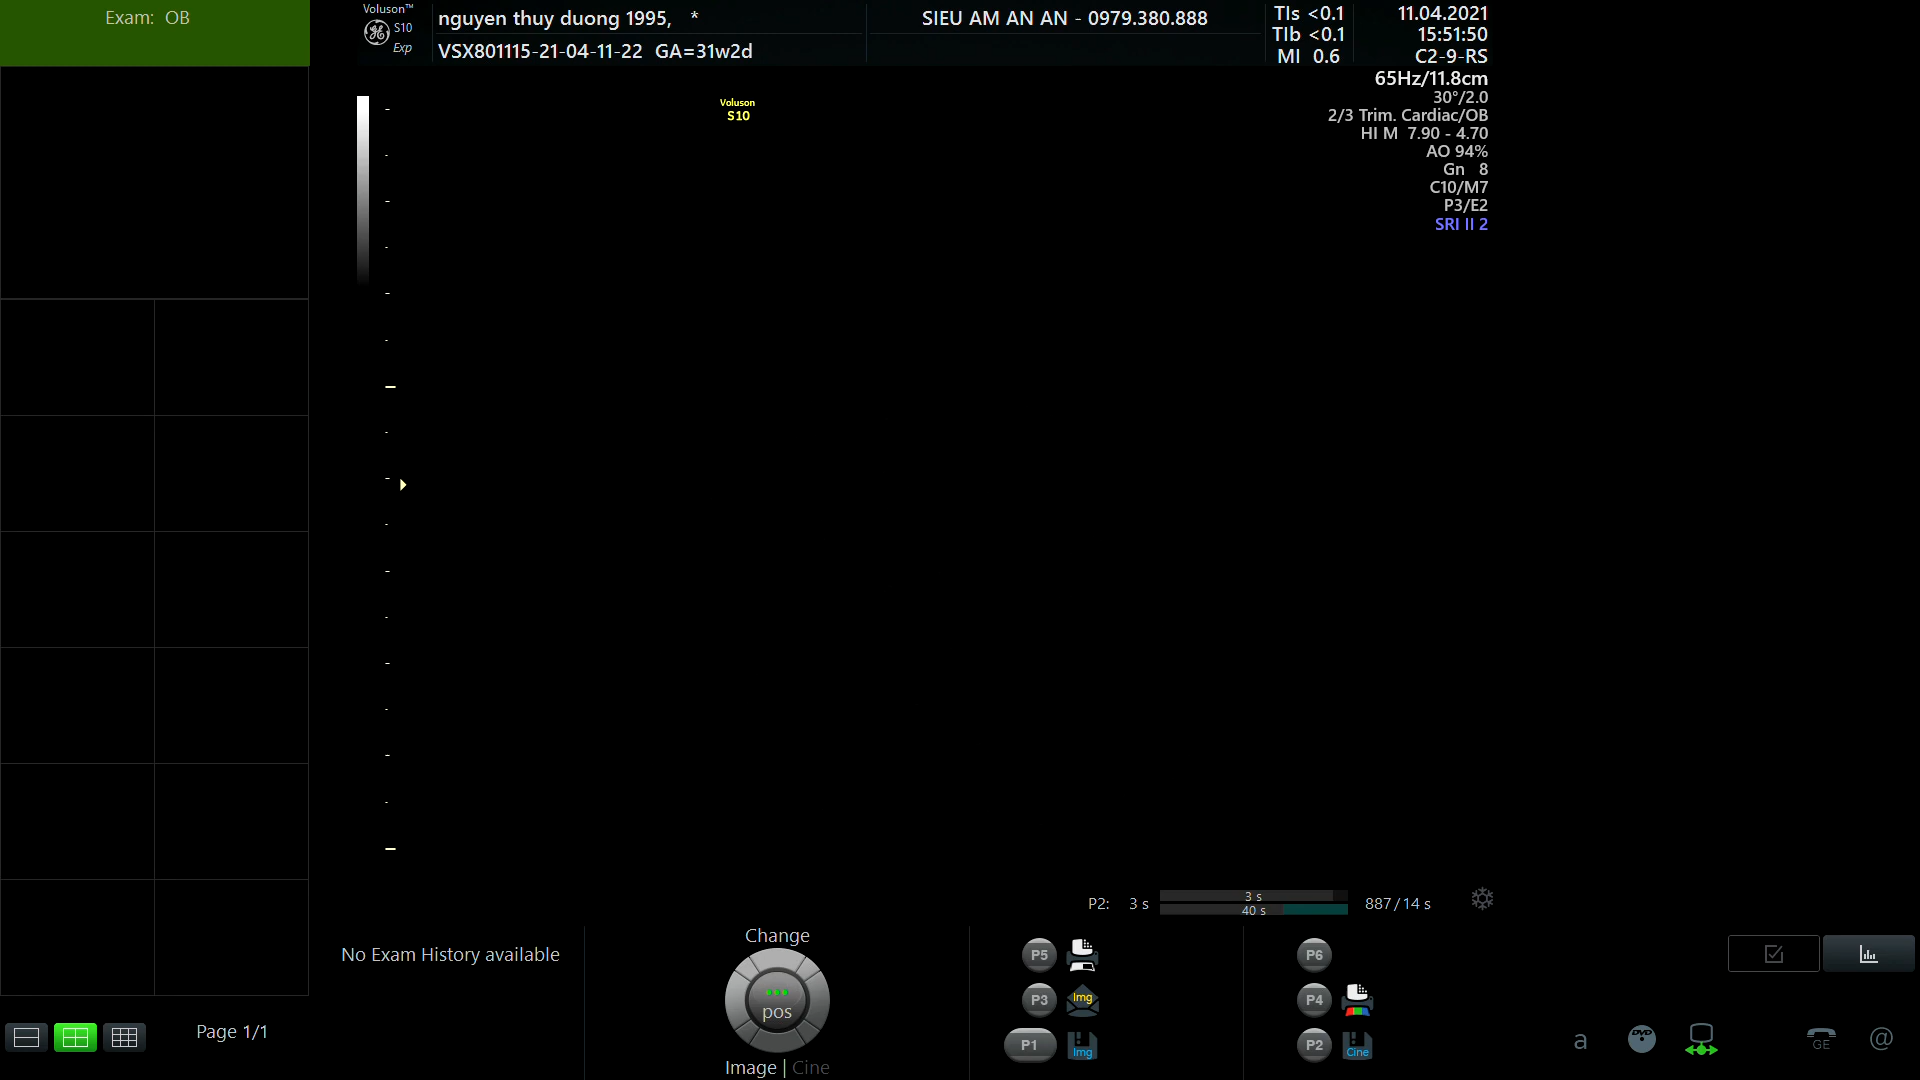 Exam: OB
Voluson™
S10
Exp
nguyen thuy duong 1995, *
VSX801115-21-04-11-22 GA=31w2d
SIEU AM AN AN - 0979.380.888
TIs <0.1
TIb <0.1
MI 0.6
11.04.2021
15:51:50
C2-9-RS
65Hz/11.8cm
30°/2.0
2/3 Trim. Cardiac/OB
HI M 7.90 - 4.70
AO 94%
Gn 8
C10/M7
P3/E2
SRI II 2
Voluson
S10
P2: 3 s
3 s
40 s
887/14 s
No Exam History available
Change
pos
Image | Cine
P5
P3 Img
P1 Img
P6
P4
P2 Cine
Page 1/1
a
DVD
GE
@